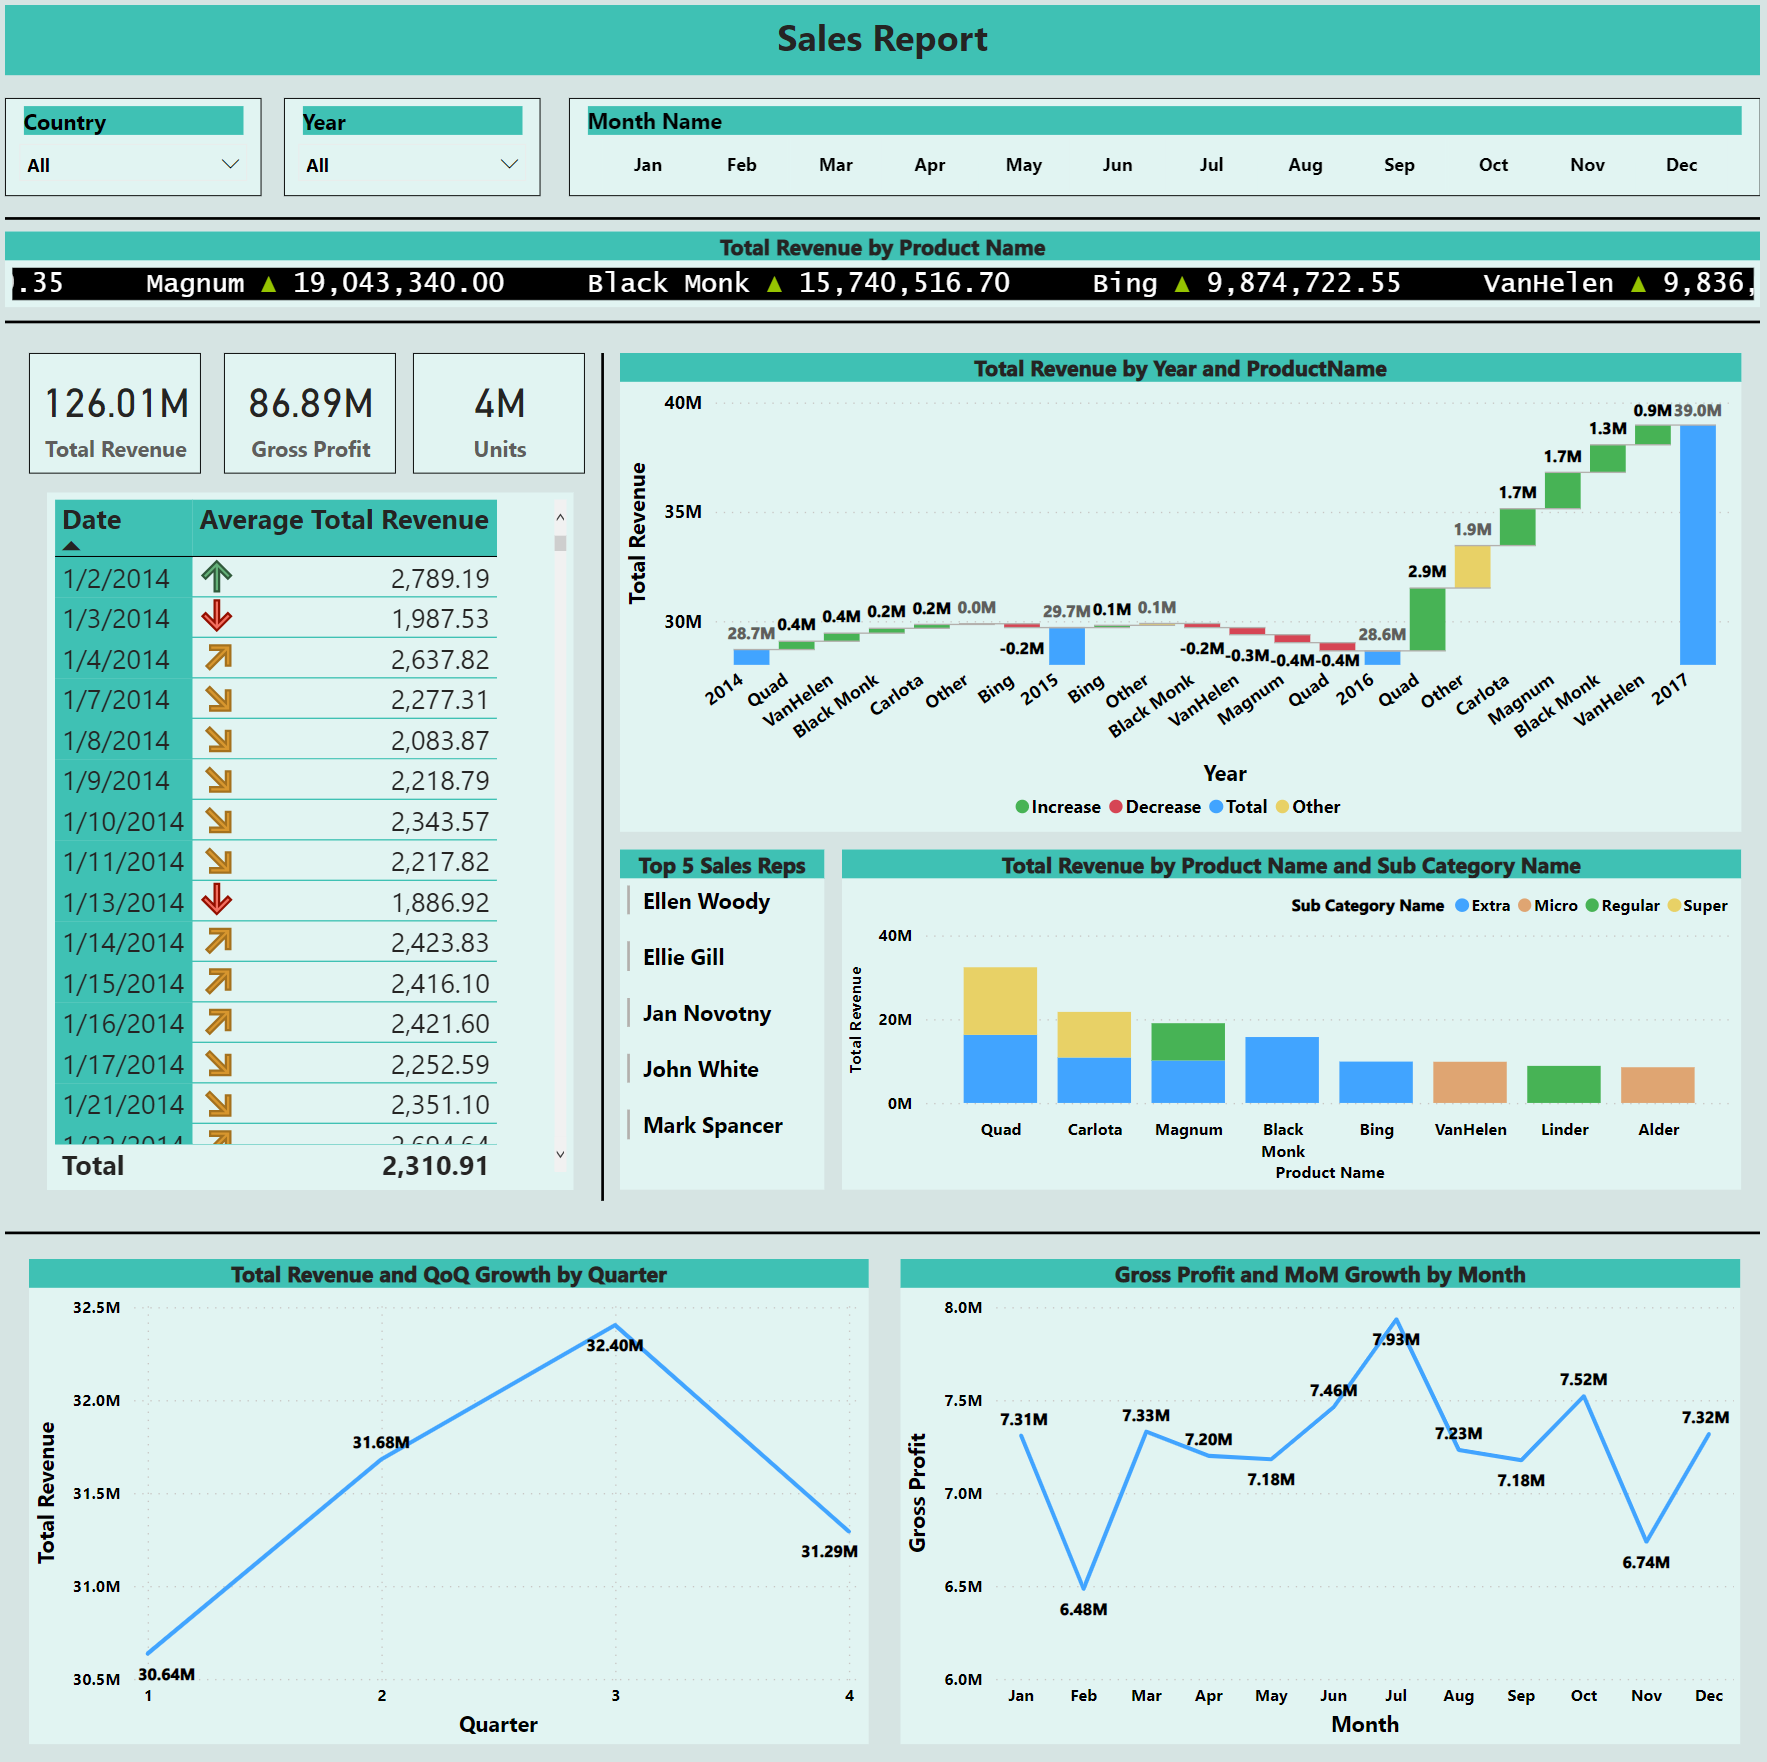 Sales Report
Country
All
Year
All
Month Name
Jan Feb Mar Apr May Jun Jul Aug Sep Oct Nov Dec
Total Revenue by Product Name
.35 Magnum ▲ 19,043,340.00 Black Monk ▲ 15,740,516.70 Bing ▲ 9,874,722.55 VanHelen ▲ 9,836,
126.01M
Total Revenue
86.89M
Gross Profit
4M
Units
Date Average Total Revenue
1/2/2014 2,789.19
1/3/2014 1,987.53
1/4/2014 2,637.82
1/7/2014 2,277.31
1/8/2014 2,083.87
1/9/2014 2,218.79
1/10/2014 2,343.57
1/11/2014 2,217.82
1/13/2014 1,886.92
1/14/2014 2,423.83
1/15/2014 2,416.10
1/16/2014 2,421.60
1/17/2014 2,252.59
1/21/2014 2,351.10
1/22/2014 2,694.64
Total 2,310.91
Total Revenue by Year and ProductName
Total Revenue
40M
35M
30M
28.7M 0.4M 0.4M 0.2M 0.2M 0.0M -0.2M 29.7M 0.1M 0.1M -0.2M -0.3M -0.4M -0.4M 28.6M 2.9M 1.9M 1.7M 1.7M 1.3M 0.9M 39.0M
2014 Quad VanHelen Black Monk Carlota Other Bing 2015 Bing Other Black Monk VanHelen Magnum Quad 2016 Quad Other Carlota Magnum Black Monk VanHelen 2017
Year
Increase Decrease Total Other
Top 5 Sales Reps
Ellen Woody
Ellie Gill
Jan Novotny
John White
Mark Spancer
Total Revenue by Product Name and Sub Category Name
Sub Category Name Extra Micro Regular Super
Total Revenue
40M
20M
0M
Quad Carlota Magnum Black Monk Bing VanHelen Linder Alder
Product Name
Total Revenue and QoQ Growth by Quarter
Total Revenue
32.5M
32.0M
31.5M
31.0M
30.5M
30.64M 31.68M 32.40M 31.29M
1 2 3 4
Quarter
Gross Profit and MoM Growth by Month
Gross Profit
8.0M
7.5M
7.0M
6.5M
6.0M
7.31M 6.48M 7.33M 7.20M 7.18M 7.46M 7.93M 7.23M 7.18M 7.52M 6.74M 7.32M
Jan Feb Mar Apr May Jun Jul Aug Sep Oct Nov Dec
Month